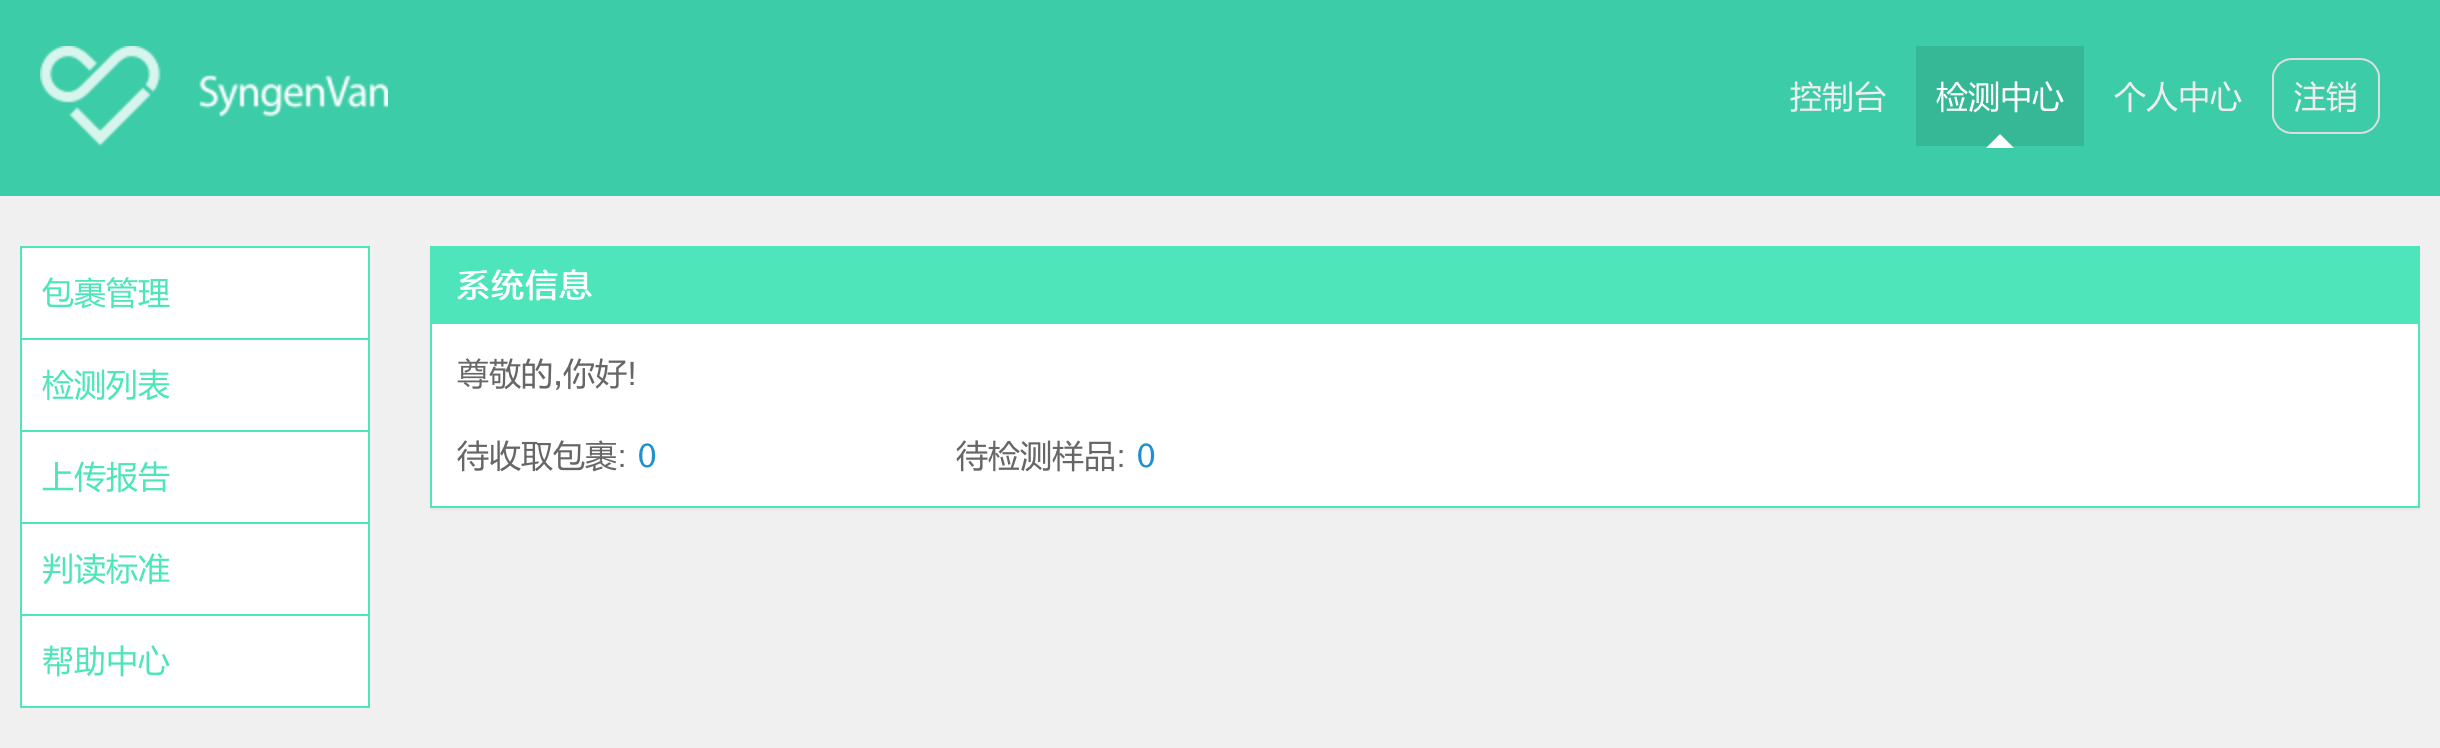 SyngenVan
控制台 检测中心 个人中心 注销
包裹管理
检测列表
上传报告
判读标准
帮助中心
系统信息
尊敬的,你好!
待收取包裹: 0 待检测样品: 0